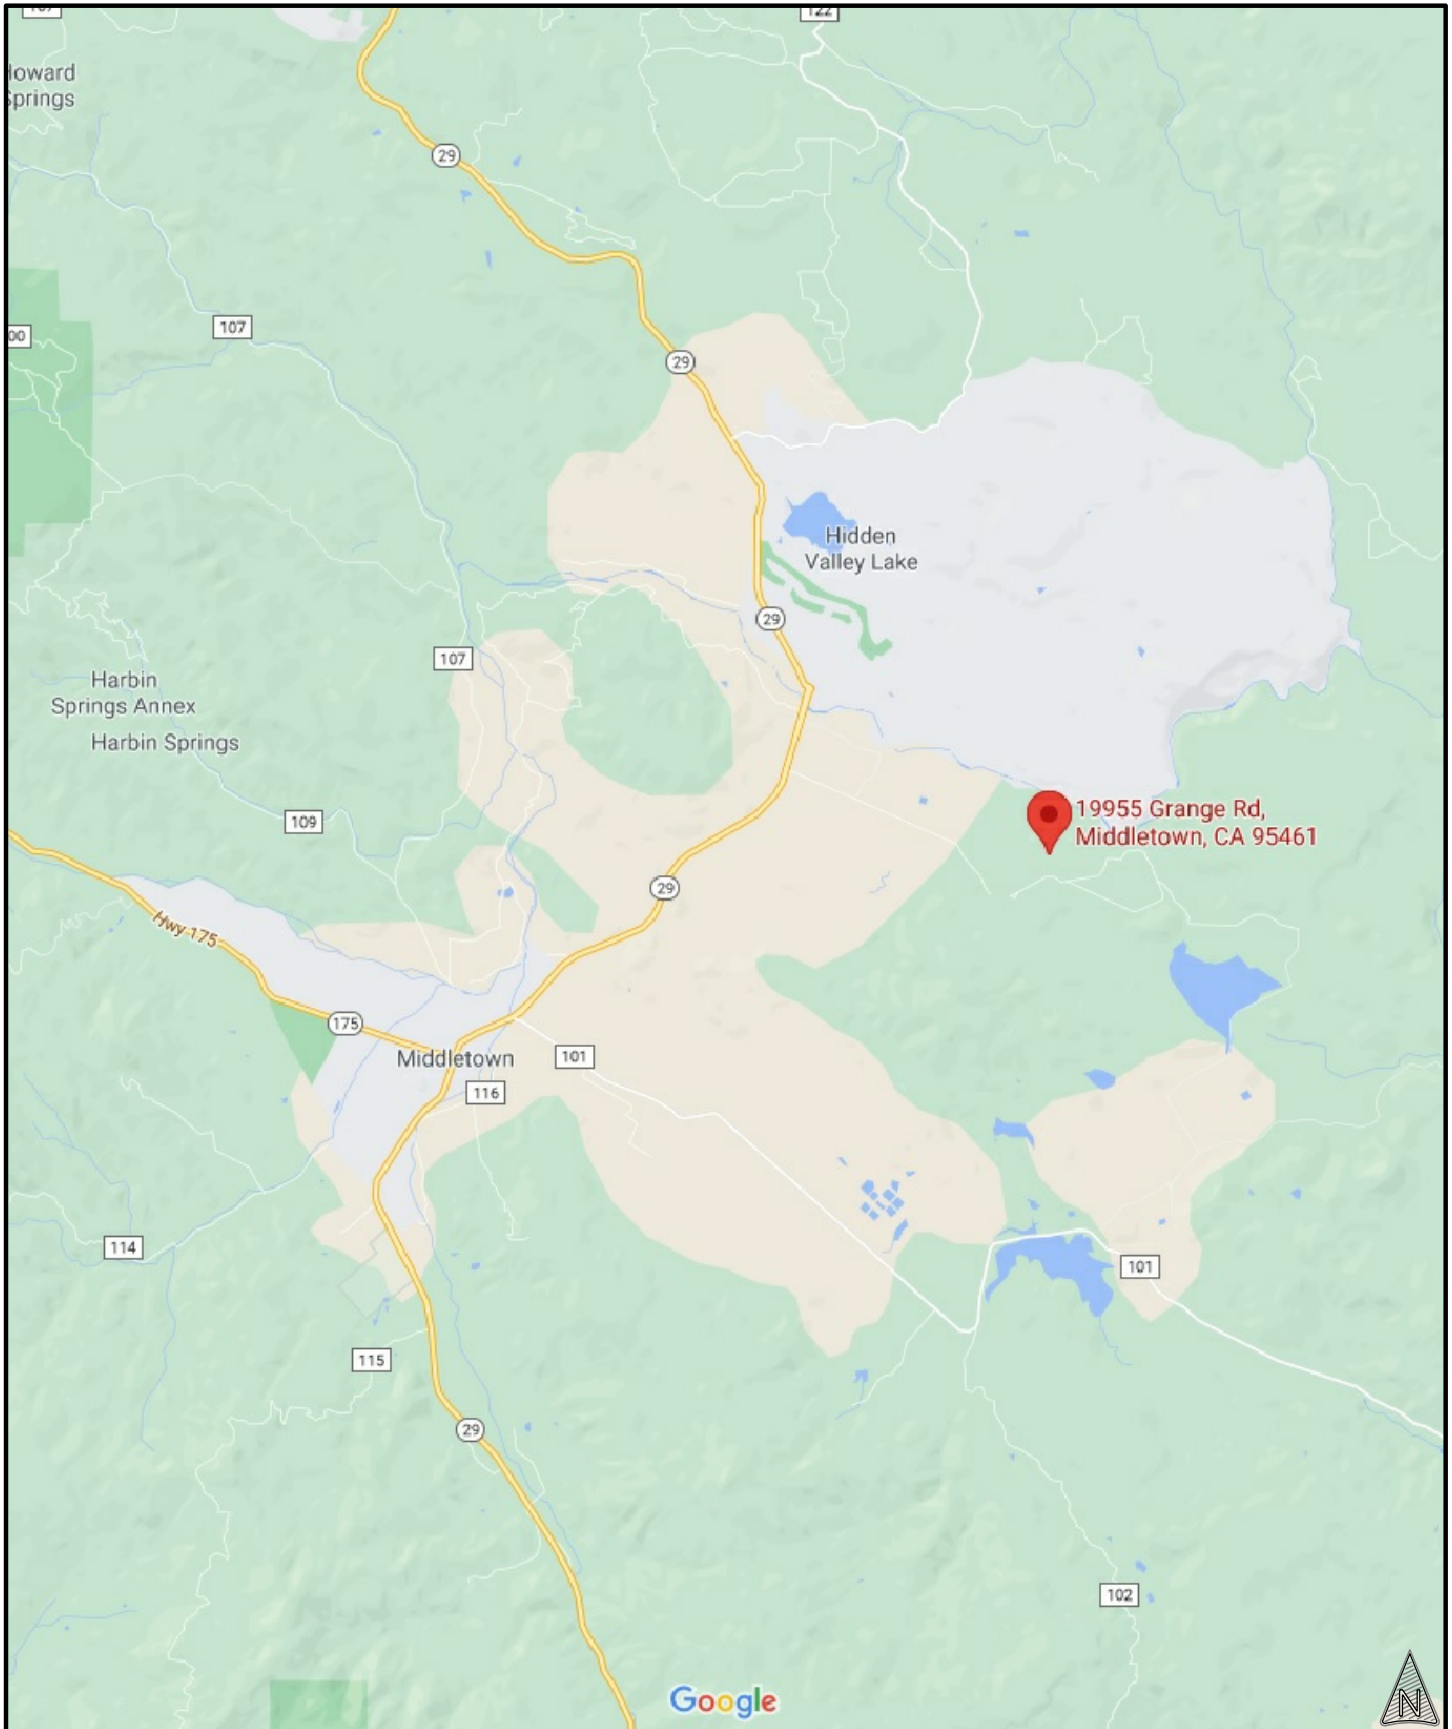 Howard
Springs
29
107
29
Hidden
Valley Lake
29
107
Harbin
Springs Annex
Harbin Springs
19955 Grange Rd,
Middletown, CA 95461
109
29
Hwy 175
175
Middletown
101
116
114
101
115
29
102
Google
N